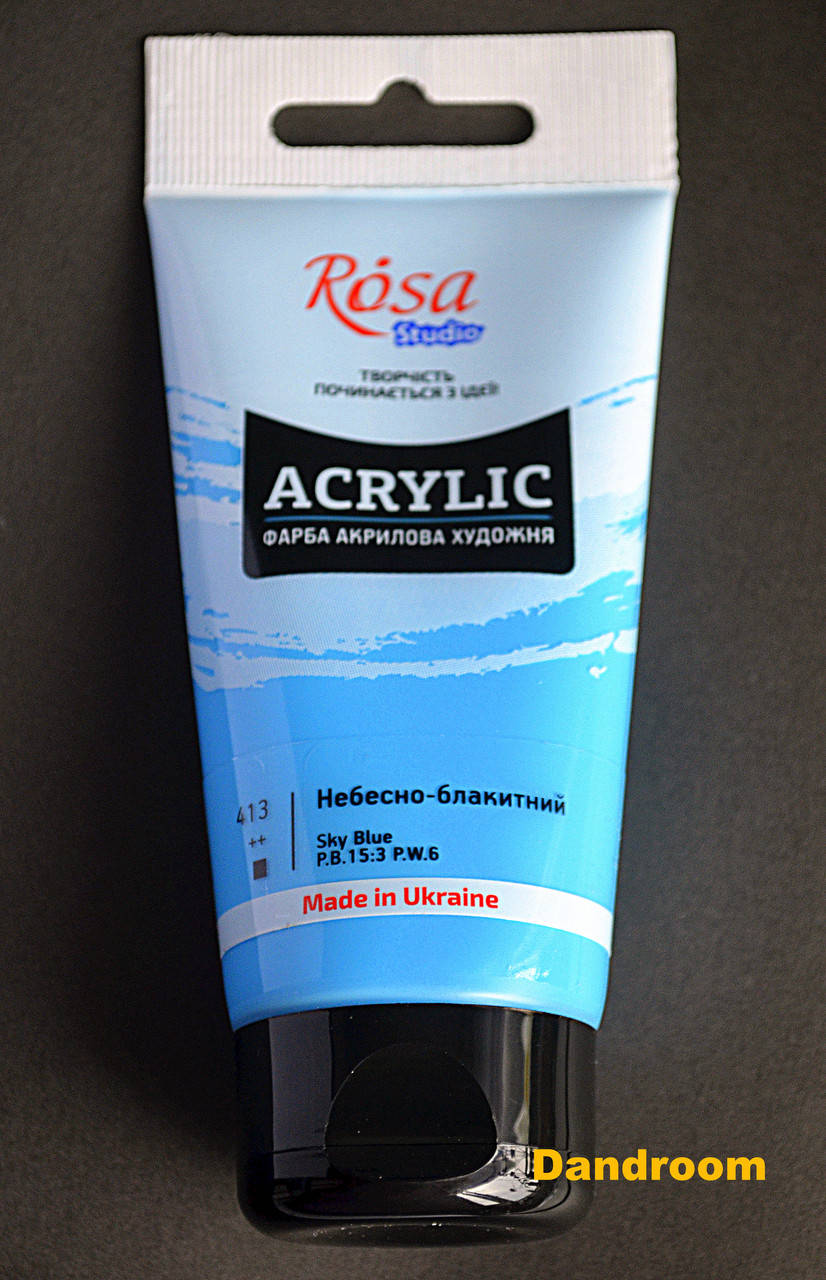 Rósa
Studio
ТВОРЧІСТЬ
ПОЧИНАЄТЬСЯ З ІДЕЇ!
ACRYLIC
ФАРБА АКРИЛОВА ХУДОЖНЯ
413
++
Небесно-блакитний
Sky Blue
P.B.15:3 P.W.6
Made in Ukraine
Dandroom